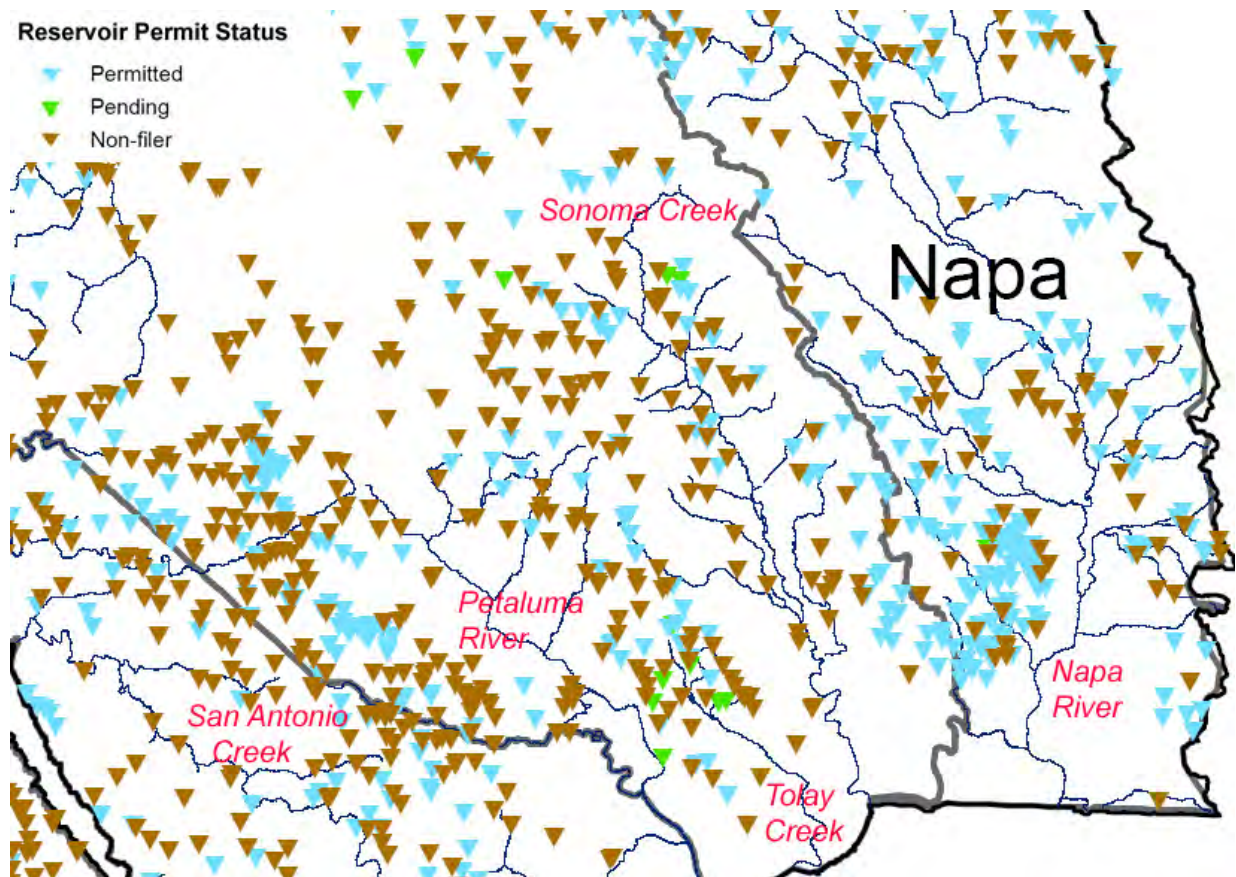 Reservoir Permit Status
Permitted
Pending
Non-filer
Sonoma Creek
Napa
Petaluma
River
San Antonio
Creek
Napa
River
Tolay
Creek